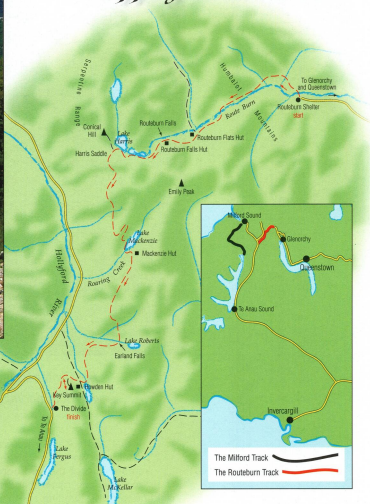 Serpentine
Range
Humboldt
Mountains
To Glenorchy
and Queenstown
Routeburn Shelter
start
Route Burn
Routeburn Falls
Routeburn Flats Hut
Routeburn Falls Hut
Conical
Hill
Lake
Harris
Harris Saddle
Emily Peak
Lake
Mackenzie
Mackenzie Hut
Roaring Creek
Hollyford
River
Lake Roberts
Earland Falls
Howden Hut
Key Summit
The Divide
finish
To Te Anau
Lake
Fergus
Lake
McKellar
Milford Sound
Glenorchy
Queenstown
Te Anau Sound
Invercargill
The Milford Track
The Routeburn Track